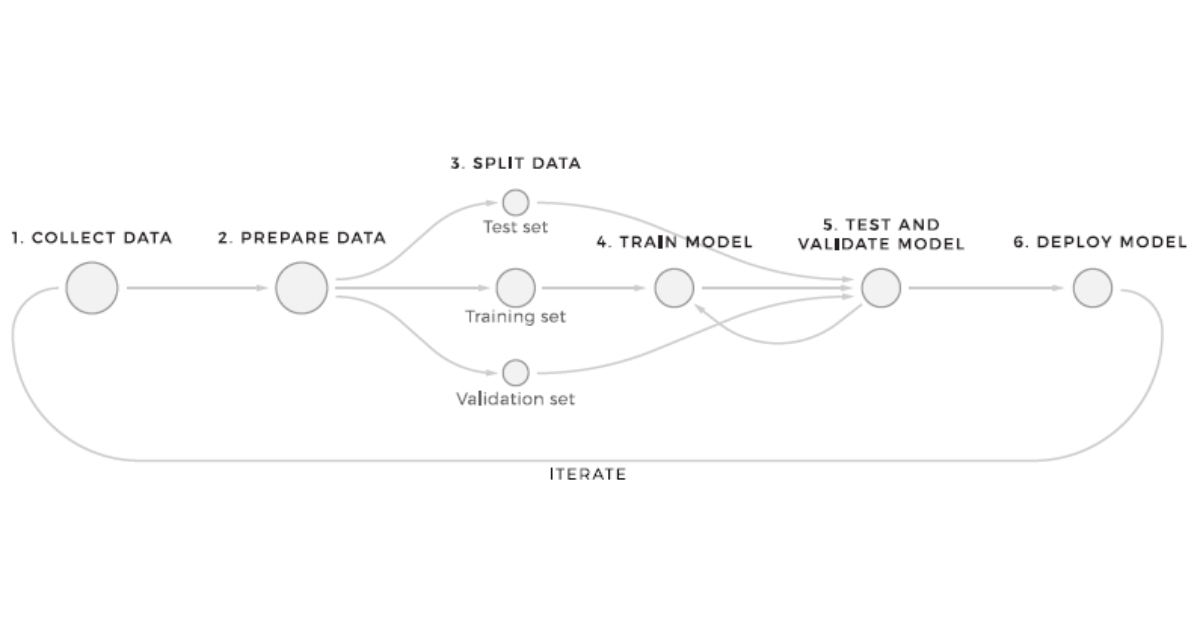 3. SPLIT DATA
Test set
1. COLLECT DATA
2. PREPARE DATA
4. TRAIN MODEL
5. TEST AND
VALIDATE MODEL
6. DEPLOY MODEL
Training set
Validation set
ITERATE